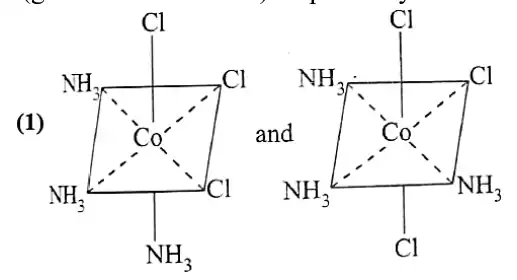 Cl Cl
NH₃ Cl NH₃ Cl
(1) Co and Co
NH₃ Cl NH₃ NH₃
NH₃ Cl